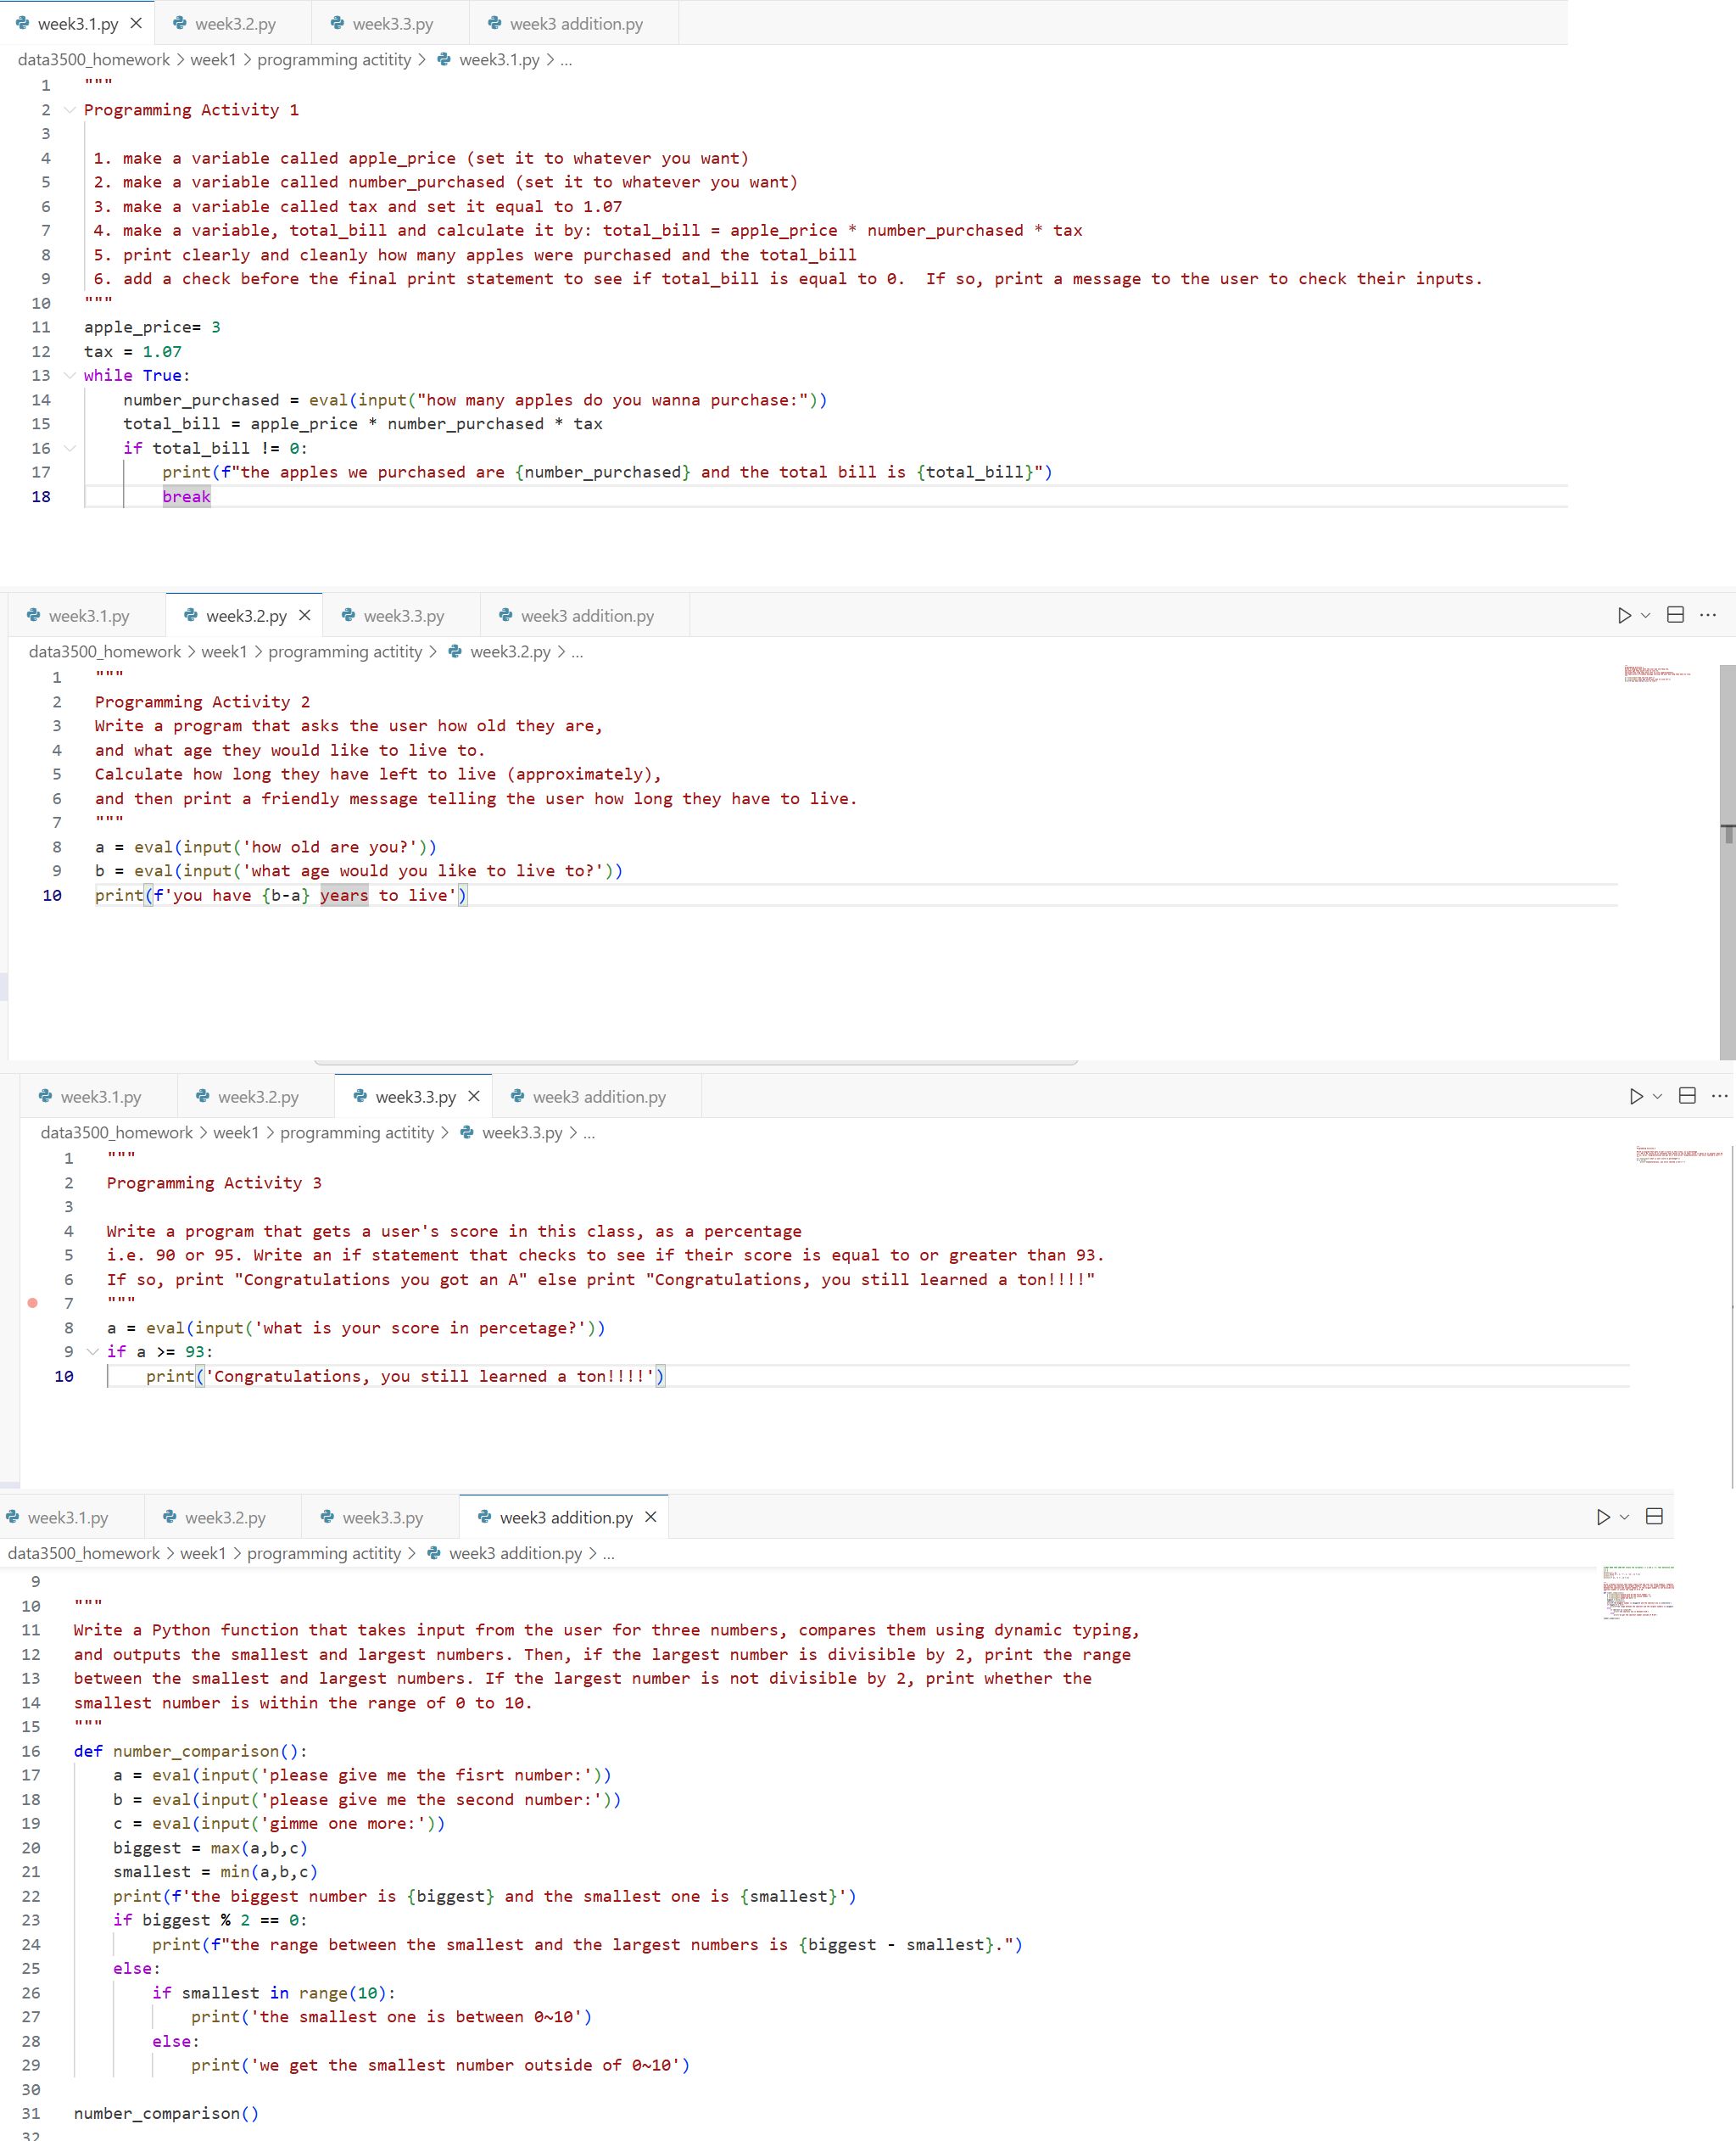 week3.1.py × week3.2.py week3.3.py week3 addition.py
data3500_homework > week1 > programming actitity > week3.1.py > ...
1 """
2 Programming Activity 1
3
4 1. make a variable called apple_price (set it to whatever you want)
5 2. make a variable called number_purchased (set it to whatever you want)
6 3. make a variable called tax and set it equal to 1.07
7 4. make a variable, total_bill and calculate it by: total_bill = apple_price * number_purchased * tax
8 5. print clearly and cleanly how many apples were purchased and the total_bill
9 6. add a check before the final print statement to see if total_bill is equal to 0.  If so, print a message to the user to check their inputs.
10 """
11 apple_price= 3
12 tax = 1.07
13 while True:
14     number_purchased = eval(input("how many apples do you wanna purchase:"))
15     total_bill = apple_price * number_purchased * tax
16     if total_bill != 0:
17         print(f"the apples we purchased are {number_purchased} and the total bill is {total_bill}")
18         break
week3.1.py week3.2.py × week3.3.py week3 addition.py
data3500_homework > week1 > programming actitity > week3.2.py > ...
1 """
2 Programming Activity 2
3 Write a program that asks the user how old they are,
4 and what age they would like to live to.
5 Calculate how long they have left to live (approximately),
6 and then print a friendly message telling the user how long they have to live.
7 """
8 a = eval(input('how old are you?'))
9 b = eval(input('what age would you like to live to?'))
10 print(f'you have {b-a} years to live')
week3.1.py week3.2.py week3.3.py × week3 addition.py
data3500_homework > week1 > programming actitity > week3.3.py > ...
1 """
2 Programming Activity 3
3
4 Write a program that gets a user's score in this class, as a percentage
5 i.e. 90 or 95. Write an if statement that checks to see if their score is equal to or greater than 93.
6 If so, print "Congratulations you got an A" else print "Congratulations, you still learned a ton!!!!"
7 """
8 a = eval(input('what is your score in percetage?'))
9 if a >= 93:
10     print('Congratulations, you still learned a ton!!!!')
week3.1.py week3.2.py week3.3.py week3 addition.py ×
data3500_homework > week1 > programming actitity > week3 addition.py > ...
9
10 """
11 Write a Python function that takes input from the user for three numbers, compares them using dynamic typing,
12 and outputs the smallest and largest numbers. Then, if the largest number is divisible by 2, print the range
13 between the smallest and largest numbers. If the largest number is not divisible by 2, print whether the
14 smallest number is within the range of 0 to 10.
15 """
16 def number_comparison():
17     a = eval(input('please give me the fisrt number:'))
18     b = eval(input('please give me the second number:'))
19     c = eval(input('gimme one more:'))
20     biggest = max(a,b,c)
21     smallest = min(a,b,c)
22     print(f'the biggest number is {biggest} and the smallest one is {smallest}')
23     if biggest % 2 == 0:
24         print(f"the range between the smallest and the largest numbers is {biggest - smallest}.")
25     else:
26         if smallest in range(10):
27             print('the smallest one is between 0~10')
28         else:
29             print('we get the smallest number outside of 0~10')
30
31 number_comparison()
32